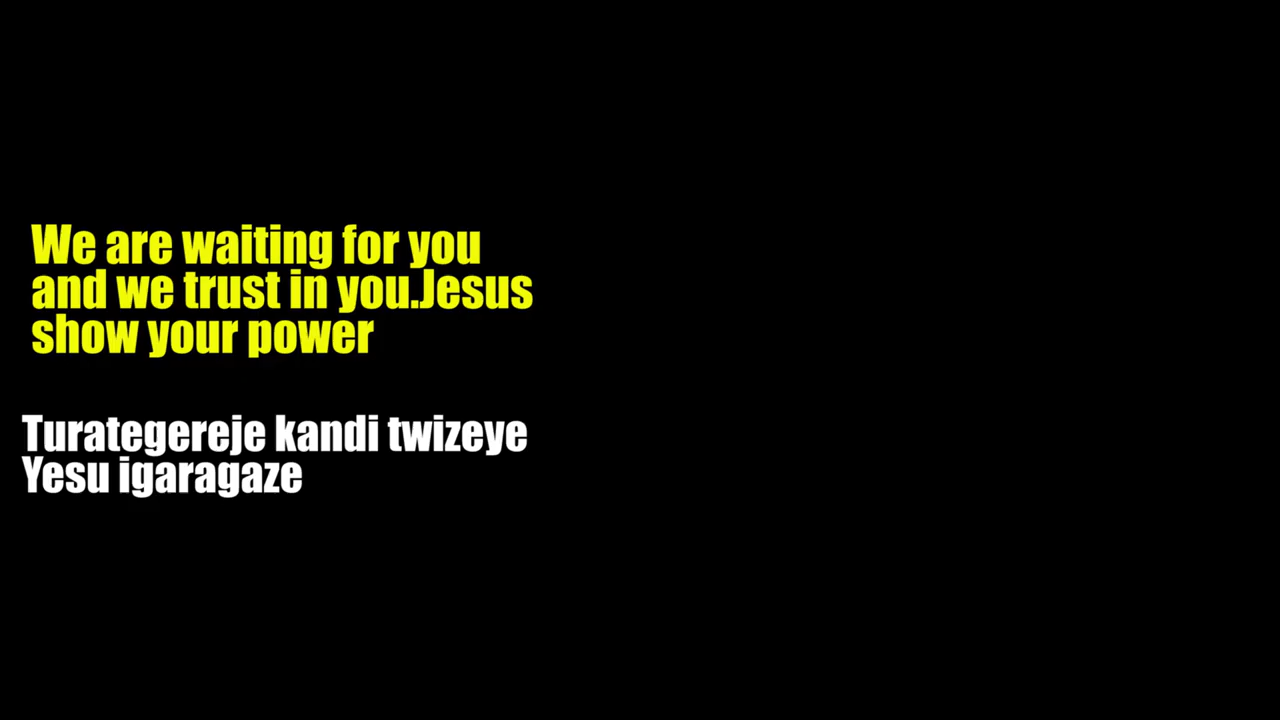 We are waiting for you
and we trust in you.Jesus
show your power
Turategereje kandi twizeye
Yesu igaragaze